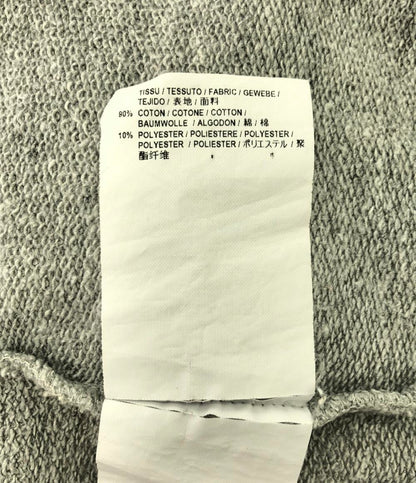 TISSU / TESSUTO / FABRIC / GEWEBE /
TEJIDO / 表地 / 面料
90% COTON / COTONE / COTTON /
BAUMWOLLE / ALGODON / 綿 / 棉
10% POLYESTER / POLIESTERE / POLYESTER /
POLYESTER / POLIESTER / ポリエステル / 聚
酯纤维